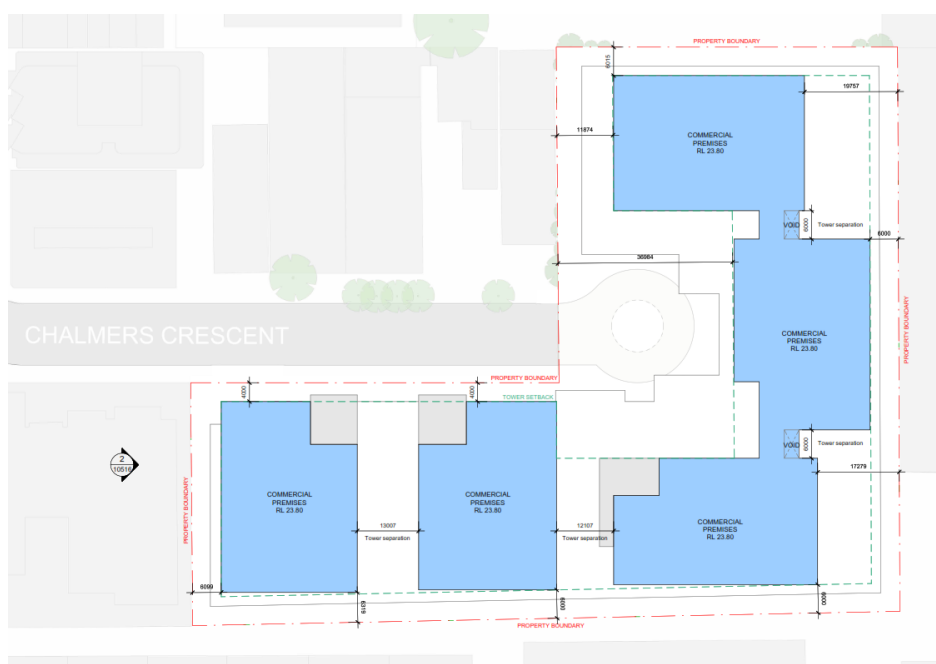 PROPERTY BOUNDARY
6015
19757
11874
COMMERCIAL
PREMISES
RL 23.80
VOID
6000
Tower separation
6000
36984
CHALMERS CRESCENT
COMMERCIAL
PREMISES
RL 23.80
PROPERTY BOUNDARY
PROPERTY BOUNDARY
4000
4000
TOWER SETBACK
VOID
6000
Tower separation
2
10516
17279
PROPERTY BOUNDARY
COMMERCIAL
PREMISES
RL 23.80
COMMERCIAL
PREMISES
RL 23.80
COMMERCIAL
PREMISES
RL 23.80
13007
Tower separation
12107
Tower separation
6099
6319
6000
6000
PROPERTY BOUNDARY